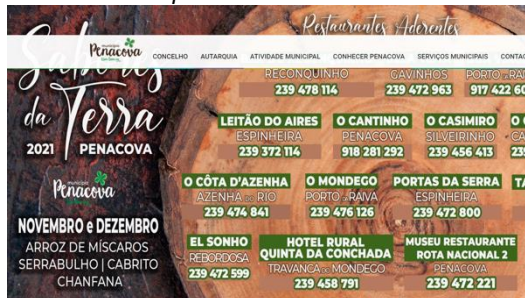 Restaurantes Aderentes
Sabores
município
Penacova
CONCELHO AUTARQUIA ATIVIDADE MUNICIPAL CONHECER PENACOVA SERVIÇOS MUNICIPAIS
RECONQUINHO GAVINHOS
239 478 114 239 472 963 917 422
da Terra
2021 PENACOVA
LEITÃO DO AIRES O CANTINHO O CASIMIRO
ESPINHEIRA PENACOVA SILVEIRINHO
239 372 114 918 281 292 239 456 413
município
Penacova
O CÔTA D'AZENHA O MONDEGO PORTAS DA SERRA
AZENHA DO RIO PORTO DA RAIVA ESPINHEIRA
239 474 841 239 476 126 239 472 800
NOVEMBRO e DEZEMBRO
ARROZ DE MÍSCAROS
SERRABULHO | CABRITO
CHANFANA
EL SONHO HOTEL RURAL MUSEU RESTAURANTE
REBORDOSA QUINTA DA CONCHADA ROTA NACIONAL 2
239 472 599 TRAVANCA DO MONDEGO PENACOVA
239 458 791 239 472 221